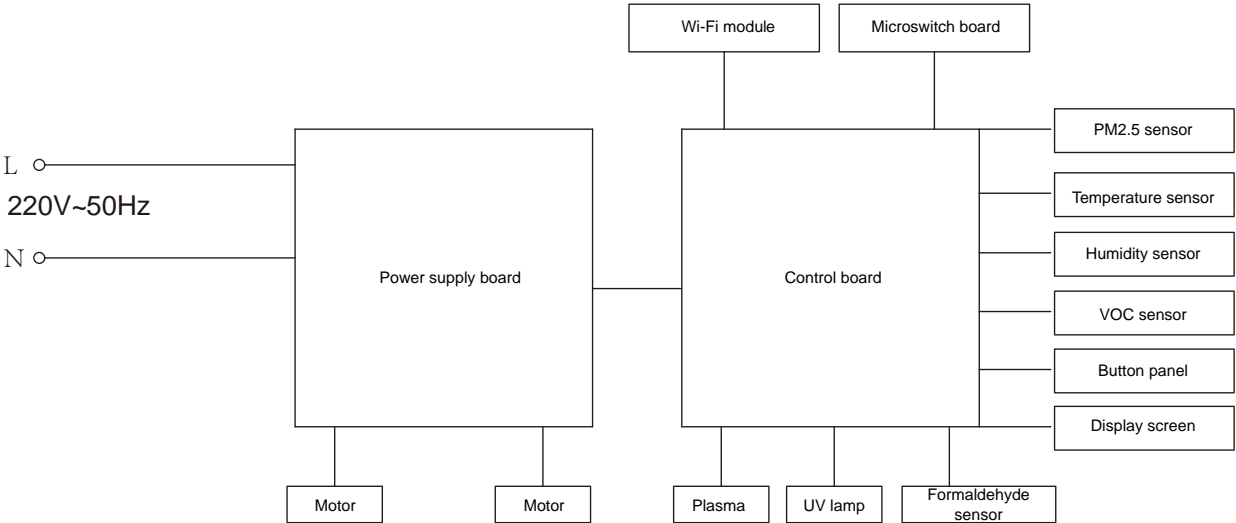 Wi-Fi module
Microswitch board
PM2.5 sensor
L
220V~50Hz
Temperature sensor
N
Humidity sensor
Power supply board
Control board
VOC sensor
Button panel
Display screen
Motor
Motor
Plasma
UV lamp
Formaldehyde
sensor